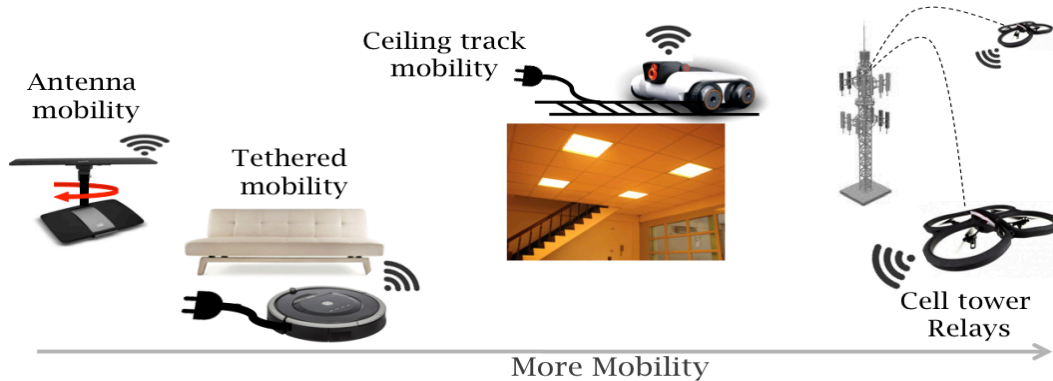 Antenna
mobility
Tethered
mobility
Ceiling track
mobility
Cell tower
Relays
More Mobility